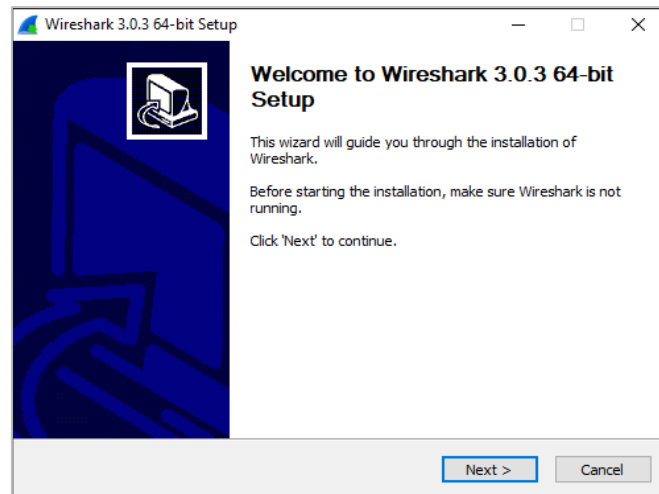 Wireshark 3.0.3 64-bit Setup
Welcome to Wireshark 3.0.3 64-bit
Setup
This wizard will guide you through the installation of
Wireshark.
Before starting the installation, make sure Wireshark is not
running.
Click 'Next' to continue.
Next >
Cancel